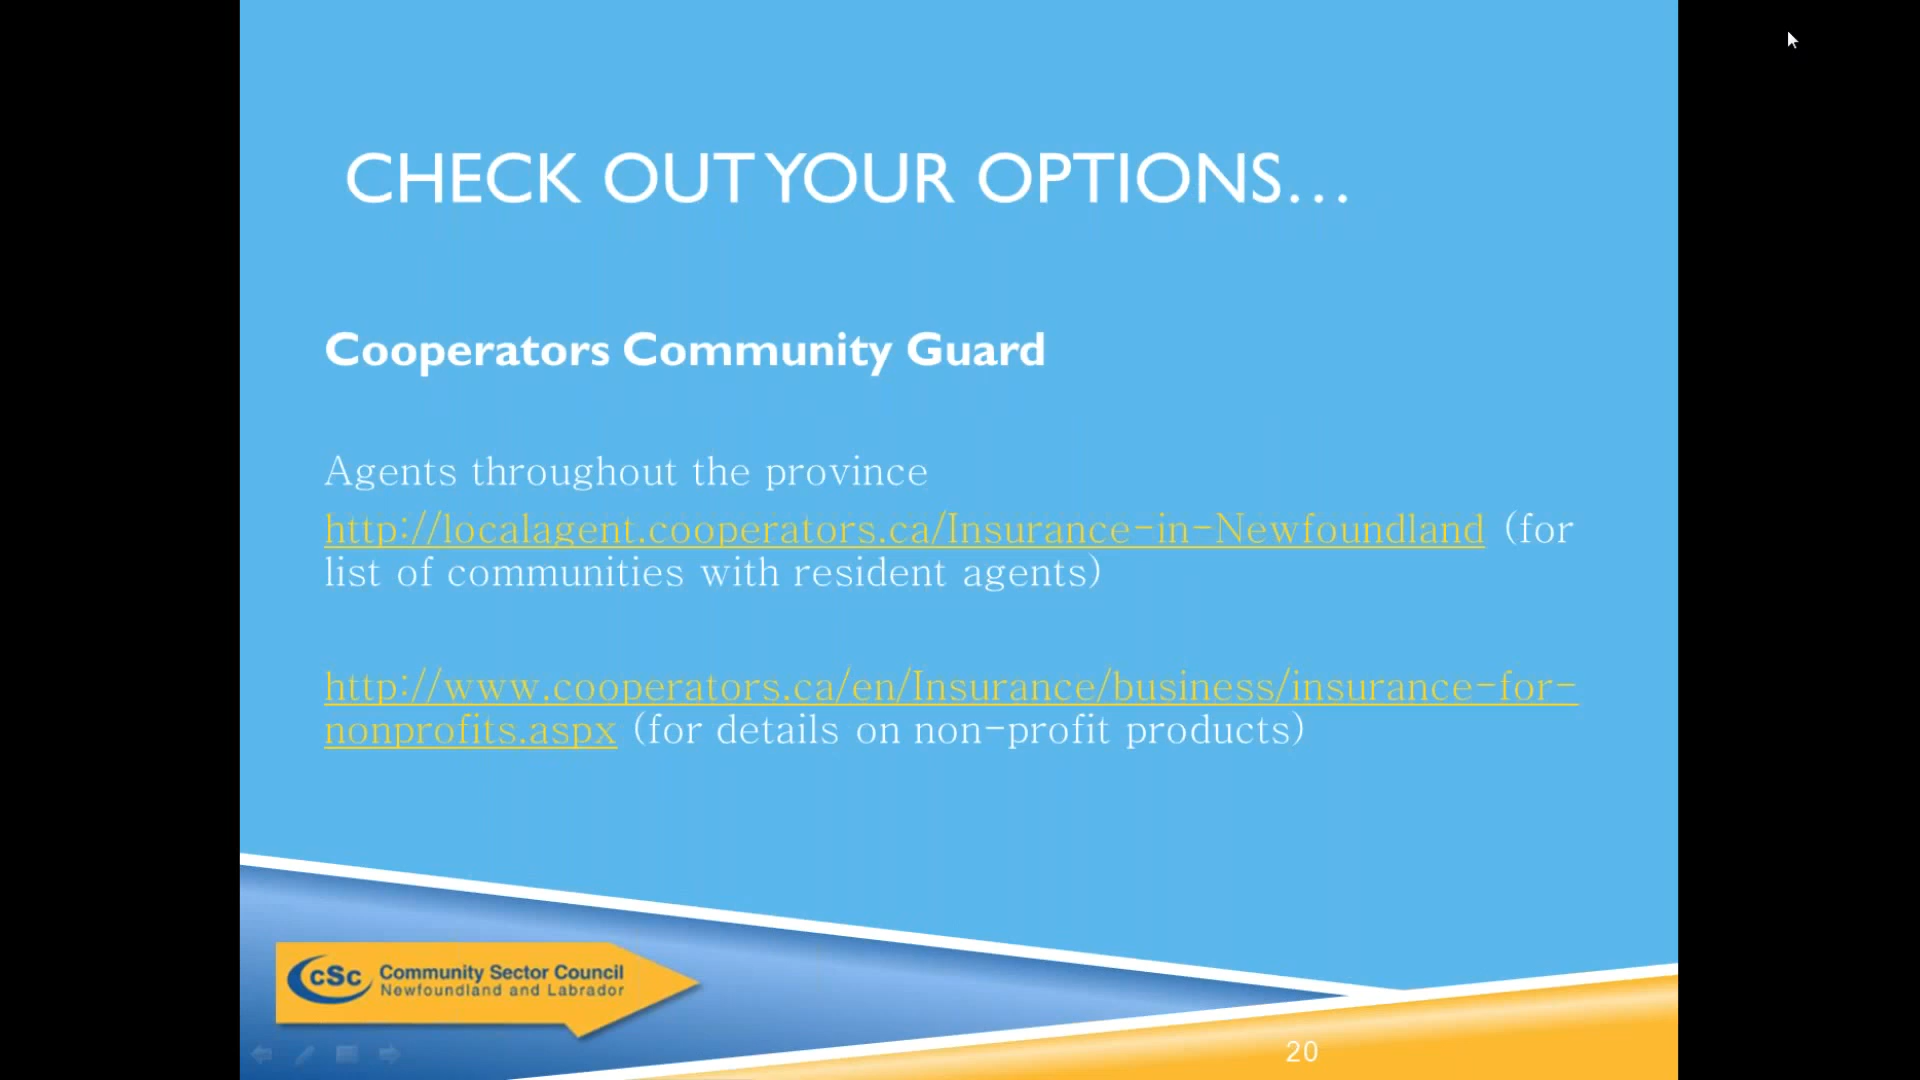 CHECK OUT YOUR OPTIONS...
Cooperators Community Guard
Agents throughout the province
http://localagent.cooperators.ca/Insurance-in-Newfoundland (for
list of communities with resident agents)
http://www.cooperators.ca/en/Insurance/business/insurance-for-
nonprofits.aspx (for details on non-profit products)
cSc Community Sector Council
Newfoundland and Labrador
20